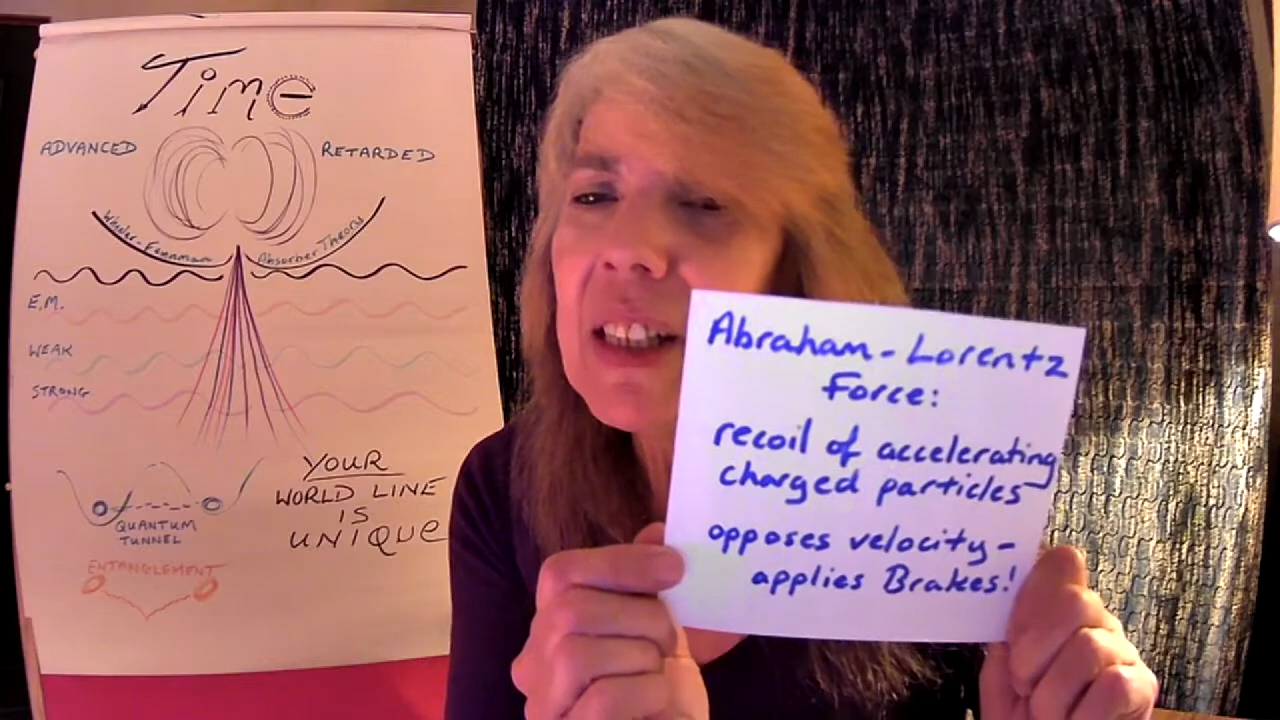 Time
ADVANCED
RETARDED
Wheeler-Feynman Absorber Theory
E.M.
WEAK
STRONG
YOUR
WORLD LINE
IS
UNIQUE
QUANTUM
TUNNEL
ENTANGLEMENT
Abraham-Lorentz
Force:
recoil of accelerating
charged particles
opposes velocity-
applies Brakes!